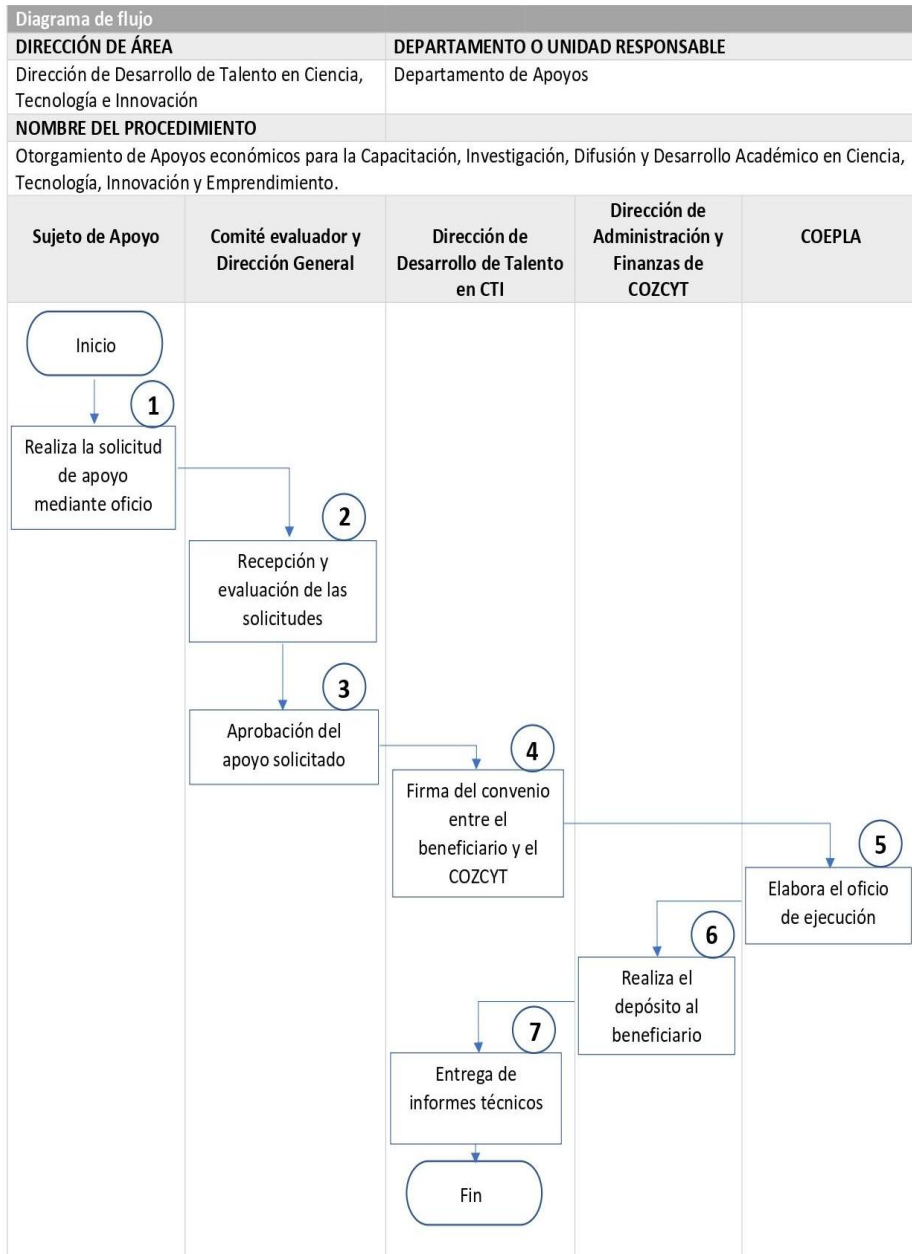 Diagrama de flujo
DIRECCIÓN DE ÁREA
DEPARTAMENTO O UNIDAD RESPONSABLE
Dirección de Desarrollo de Talento en Ciencia,
Tecnología e Innovación
Departamento de Apoyos
NOMBRE DEL PROCEDIMIENTO
Otorgamiento de Apoyos económicos para la Capacitación, Investigación, Difusión y Desarrollo Académico en Ciencia,
Tecnología, Innovación y Emprendimiento.
Sujeto de Apoyo
Comité evaluador y
Dirección General
Dirección de
Desarrollo de Talento
en CTI
Dirección de
Administración y
Finanzas de
COZCYT
COEPLA
Inicio
1
Realiza la solicitud
de apoyo
mediante oficio
2
Recepción y
evaluación de las
solicitudes
3
Aprobación del
apoyo solicitado
4
Firma del convenio
entre el
beneficiario y el
COZCYT
5
Elabora el oficio
de ejecución
6
Realiza el
depósito al
beneficiario
7
Entrega de
informes técnicos
Fin